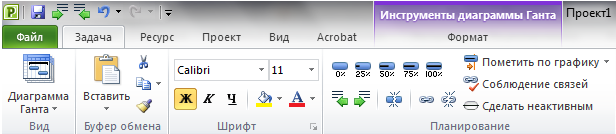 Инструменты диаграммы Ганта Проект1
Файл Задача Ресурс Проект Вид Acrobat Формат
Calibri 11
0% 25% 50% 75% 100%
Пометить по графику
Соблюдение связей
Сделать неактивным
Диаграмма Ганта
Вставить
Ж К Ч А
Вид Буфер обмена Шрифт Планирование